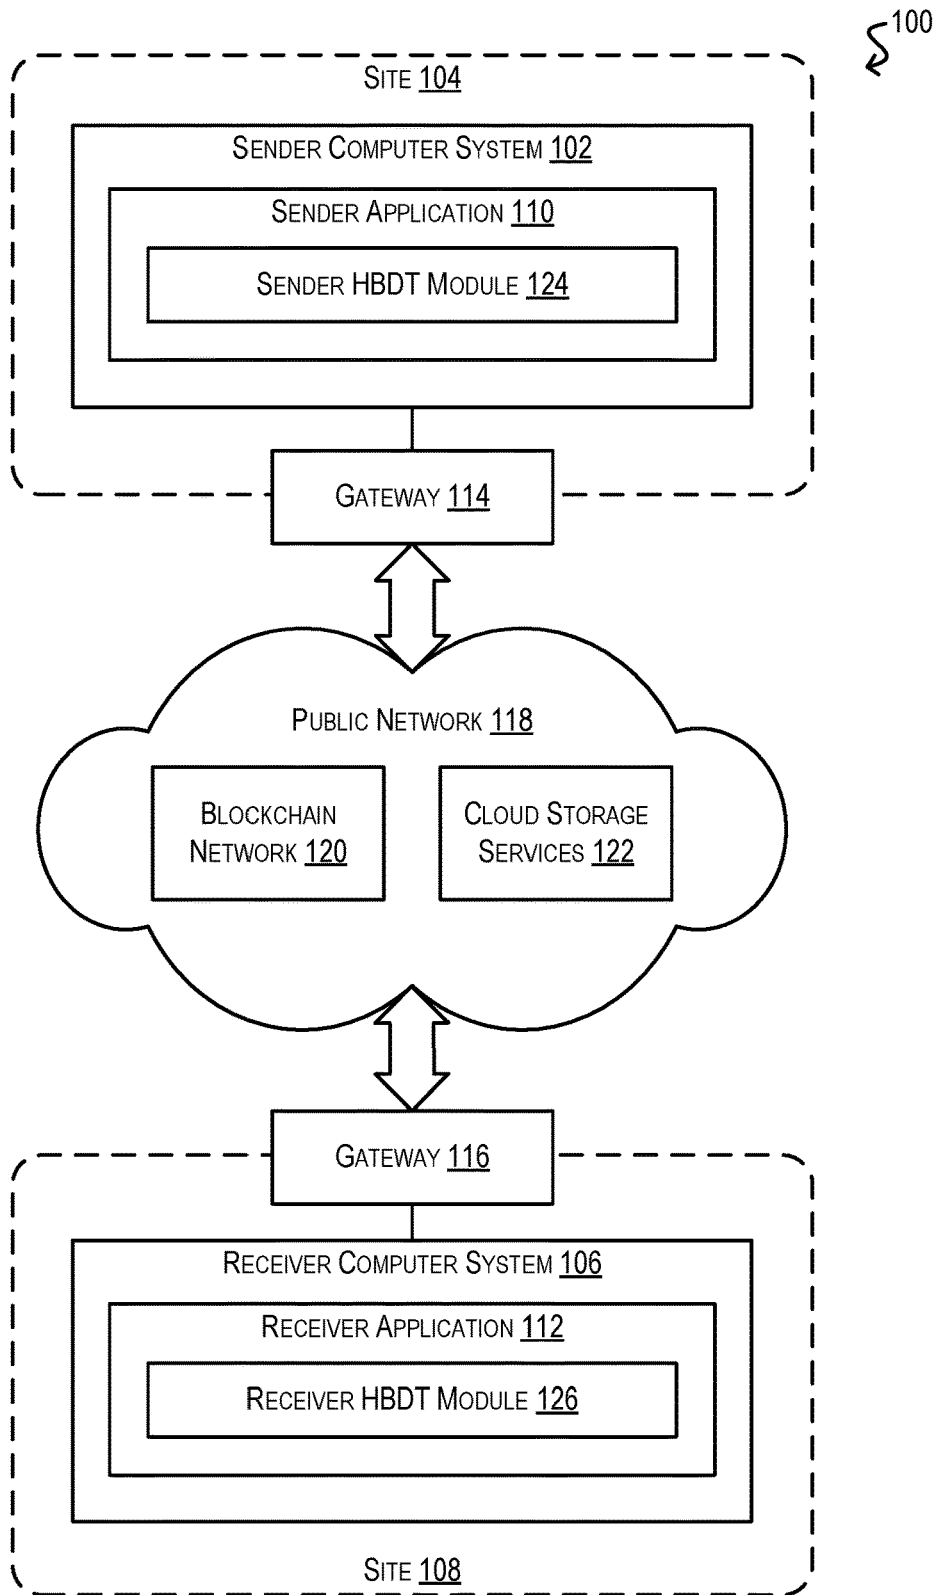 100
SITE 104
SENDER COMPUTER SYSTEM 102
SENDER APPLICATION 110
SENDER HBDT MODULE 124
GATEWAY 114
PUBLIC NETWORK 118
BLOCKCHAIN
NETWORK 120
CLOUD STORAGE
SERVICES 122
GATEWAY 116
RECEIVER COMPUTER SYSTEM 106
RECEIVER APPLICATION 112
RECEIVER HBDT MODULE 126
SITE 108